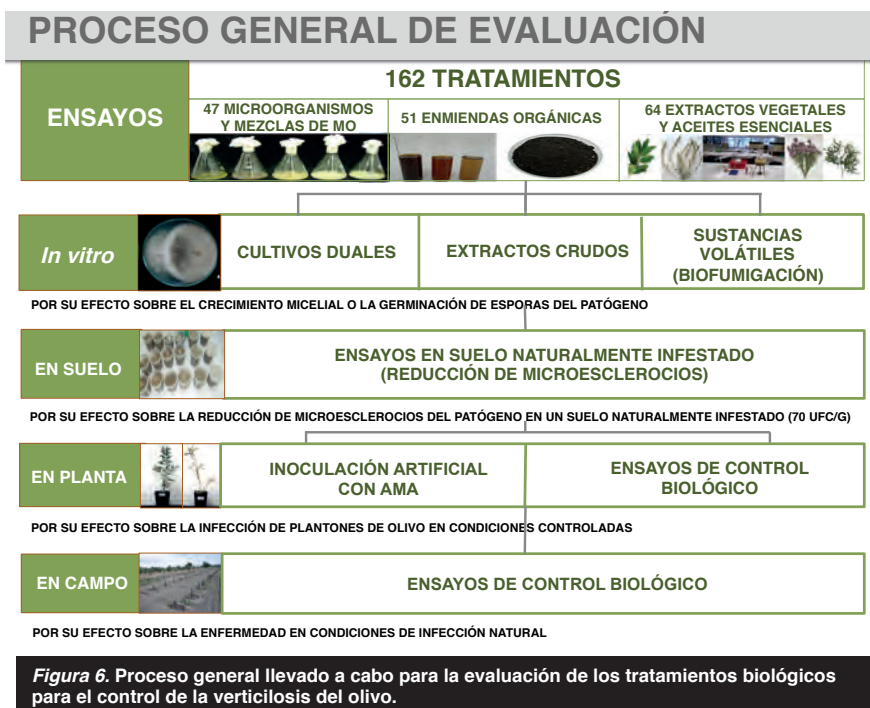 PROCESO GENERAL DE EVALUACIÓN
ENSAYOS
162 TRATAMIENTOS
47 MICROORGANISMOS
Y MEZCLAS DE MO
51 ENMIENDAS ORGÁNICAS
64 EXTRACTOS VEGETALES
Y ACEITES ESENCIALES
In vitro
CULTIVOS DUALES
EXTRACTOS CRUDOS
SUSTANCIAS
VOLÁTILES
(BIOFUMIGACIÓN)
POR SU EFECTO SOBRE EL CRECIMIENTO MICELIAL O LA GERMINACIÓN DE ESPORAS DEL PATÓGENO
EN SUELO
ENSAYOS EN SUELO NATURALMENTE INFESTADO
(REDUCCIÓN DE MICROESCLEROCIOS)
POR SU EFECTO SOBRE LA REDUCCIÓN DE MICROESCLEROCIOS DEL PATÓGENO EN UN SUELO NATURALMENTE INFESTADO (70 UFC/G)
EN PLANTA
INOCULACIÓN ARTIFICIAL
CON AMA
ENSAYOS DE CONTROL
BIOLÓGICO
POR SU EFECTO SOBRE LA INFECCIÓN DE PLANTONES DE OLIVO EN CONDICIONES CONTROLADAS
EN CAMPO
ENSAYOS DE CONTROL BIOLÓGICO
POR SU EFECTO SOBRE LA ENFERMEDAD EN CONDICIONES DE INFECCIÓN NATURAL
Figura 6. Proceso general llevado a cabo para la evaluación de los tratamientos biológicos
para el control de la verticilosis del olivo.